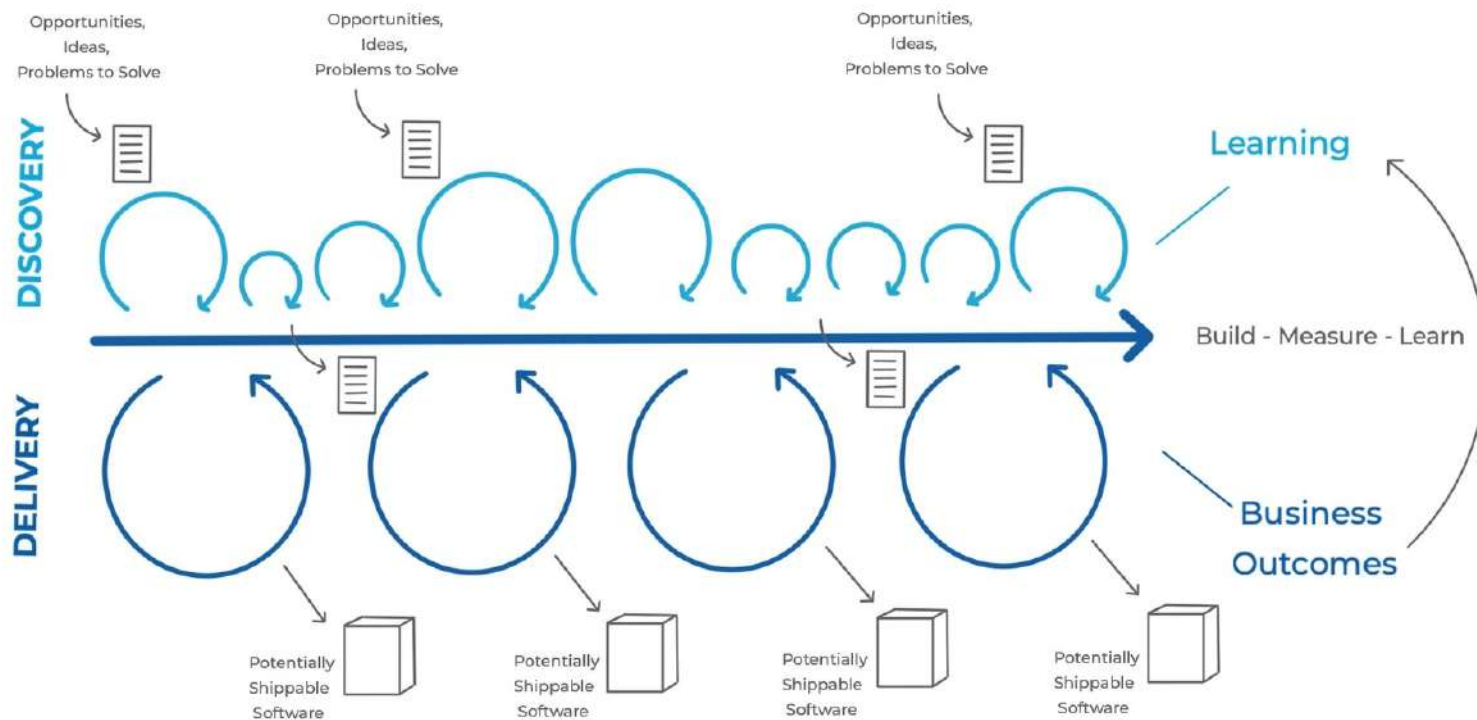 Opportunities,
Ideas,
Problems to Solve
Opportunities,
Ideas,
Problems to Solve
Opportunities,
Ideas,
Problems to Solve
DISCOVERY
Learning
Build - Measure - Learn
DELIVERY
Business
Outcomes
Potentially
Shippable
Software
Potentially
Shippable
Software
Potentially
Shippable
Software
Potentially
Shippable
Software